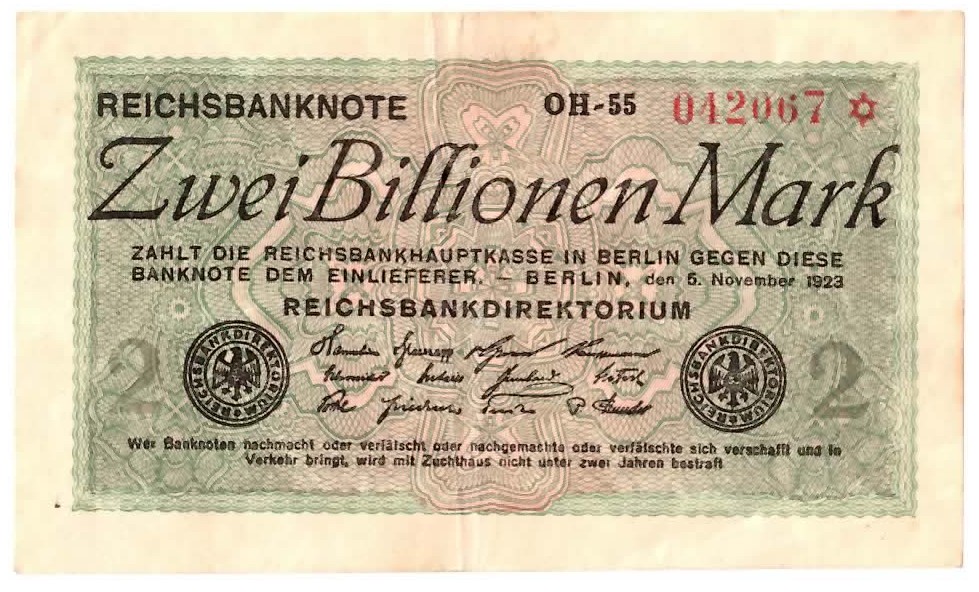 REICHSBANKNOTE OH-55 042067 ✡
Zwei Billionen Mark
ZAHLT DIE REICHSBANKHAUPTKASSE IN BERLIN GEGEN DIESE
BANKNOTE DEM EINLIEFERER. – BERLIN, den 5. November 1923
REICHSBANKDIREKTORIUM
2 REICHSBANKDIREKTORIUM REICHSBANKDIREKTORIUM 2
Wer Banknoten nachmacht oder verfälscht oder nachgemachte oder verfälschte sich verschafft und in
Verkehr bringt, wird mit Zuchthaus nicht unter zwei Jahren bestraft